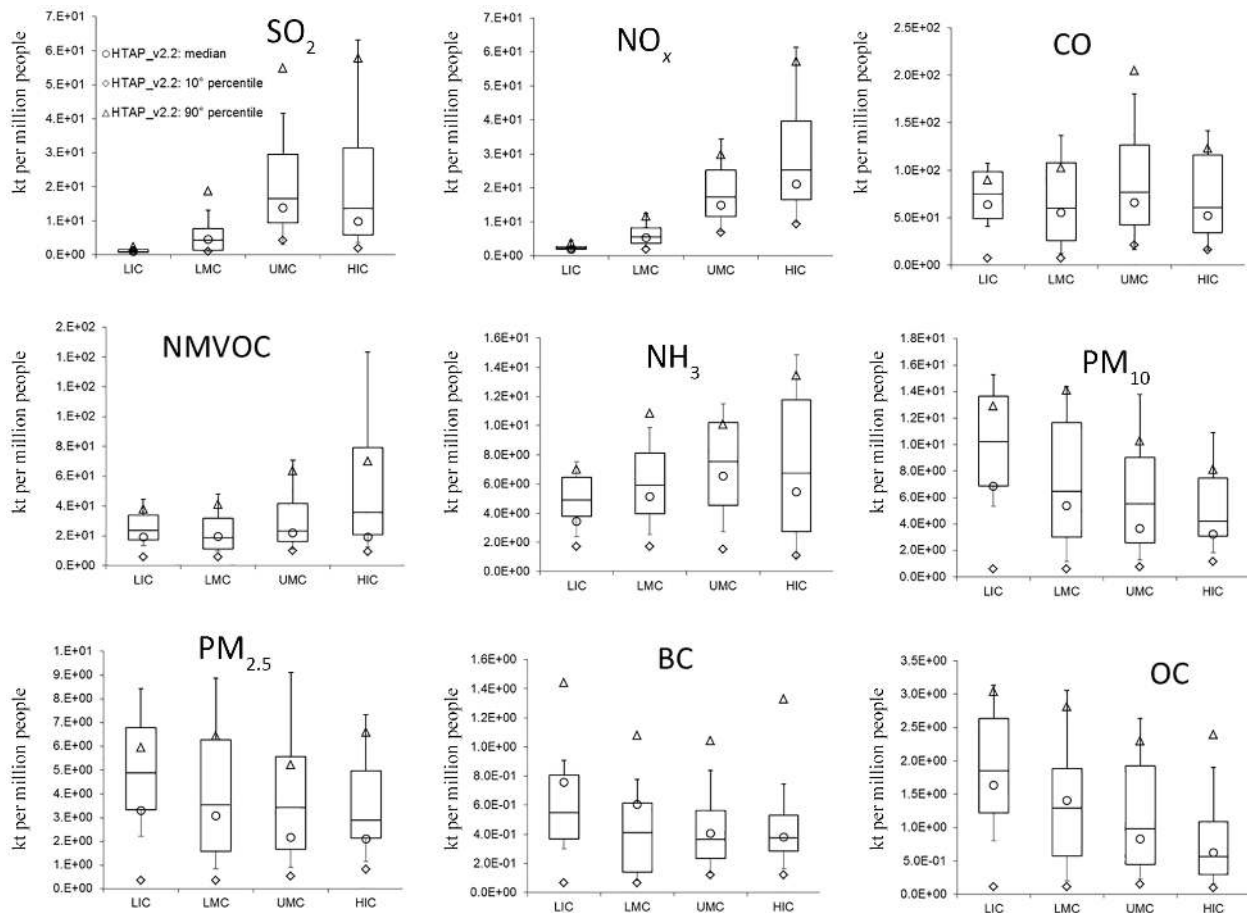 SO2
kt per million people
7.E+01
6.E+01
5.E+01
4.E+01
3.E+01
2.E+01
1.E+01
0.E+00
HTAP_v2.2: median
HTAP_v2.2: 10° percentile
HTAP_v2.2: 90° percentile
LIC LMC UMC HIC
NOx
kt per million people
7.E+01
6.E+01
5.E+01
4.E+01
3.E+01
2.E+01
1.E+01
0.E+00
LIC LMC UMC HIC
CO
kt per million people
2.5E+02
2.0E+02
1.5E+02
1.0E+02
5.0E+01
0.0E+00
LIC LMC UMC HIC
NMVOC
kt per million people
2.E+02
1.E+02
1.E+02
1.E+02
8.E+01
6.E+01
4.E+01
2.E+01
0.E+00
LIC LMC UMC HIC
NH3
kt per million people
1.6E+01
1.4E+01
1.2E+01
1.0E+01
8.0E+00
6.0E+00
4.0E+00
2.0E+00
0.0E+00
LIC LMC UMC HIC
PM10
kt per million people
1.8E+01
1.6E+01
1.4E+01
1.2E+01
1.0E+01
8.0E+00
6.0E+00
4.0E+00
2.0E+00
0.0E+00
LIC LMC UMC HIC
PM2.5
kt per million people
1.E+01
9.E+00
8.E+00
7.E+00
6.E+00
5.E+00
4.E+00
3.E+00
2.E+00
1.E+00
0.E+00
LIC LMC UMC HIC
BC
kt per million people
1.6E+00
1.4E+00
1.2E+00
1.0E+00
8.0E-01
6.0E-01
4.0E-01
2.0E-01
0.0E+00
LIC LMC UMC HIC
OC
kt per million people
3.5E+00
3.0E+00
2.5E+00
2.0E+00
1.5E+00
1.0E+00
5.0E-01
0.0E+00
LIC LMC UMC HIC